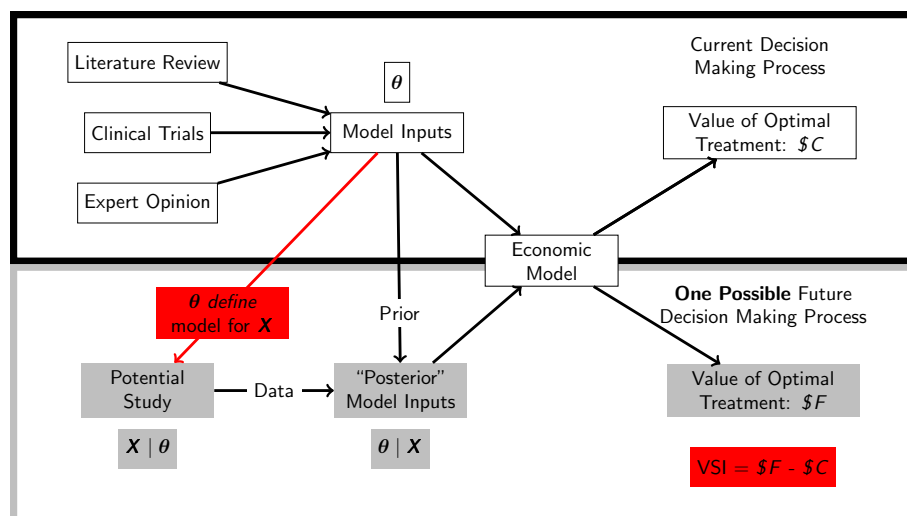 Literature Review
Clinical Trials
Expert Opinion
θ
Model Inputs
Current Decision
Making Process
Value of Optimal
Treatment: $C
Economic
Model
θ define
model for X
Prior
One Possible Future
Decision Making Process
Potential
Study
Data
“Posterior”
Model Inputs
Value of Optimal
Treatment: $F
X | θ
θ | X
VSI = $F - $C